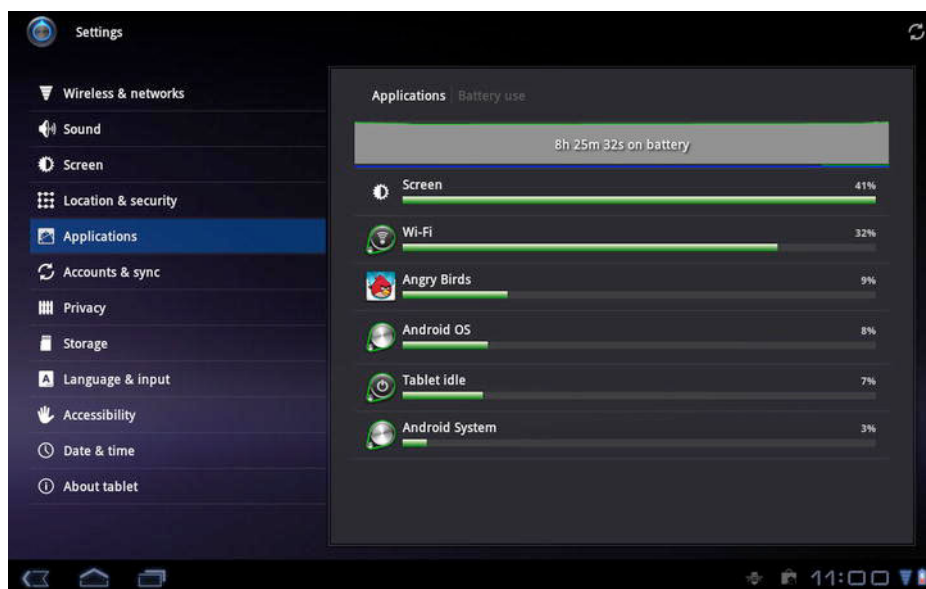 Settings
Wireless & networks
Sound
Screen
Location & security
Applications
Accounts & sync
Privacy
Storage
Language & input
Accessibility
Date & time
About tablet
Applications Battery use
8h 25m 32s on battery
Screen 41%
Wi-Fi 32%
Angry Birds 9%
Android OS 8%
Tablet idle 7%
Android System 3%
11:00